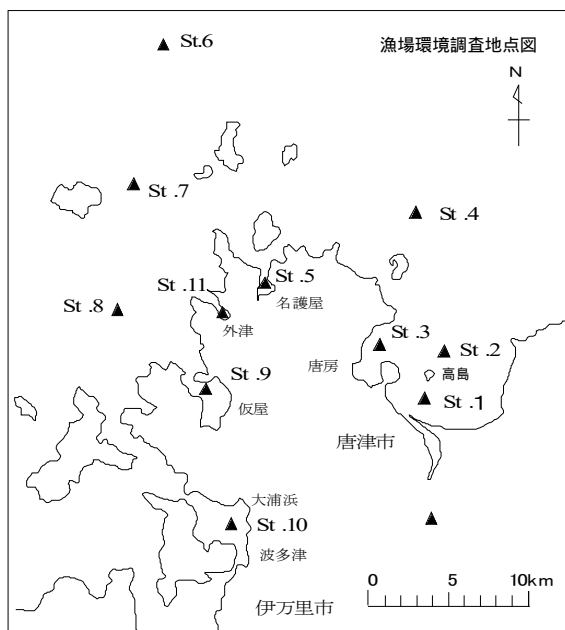 St.6
漁場環境調査地点図
N
St.7
St.4
St.5
名護屋
St.8
St.11
外津
St.3
St.2
唐房
高島
St.9
St.1
仮屋
唐津市
大浦浜
St.10
波多津
伊万里市
0 5 10km